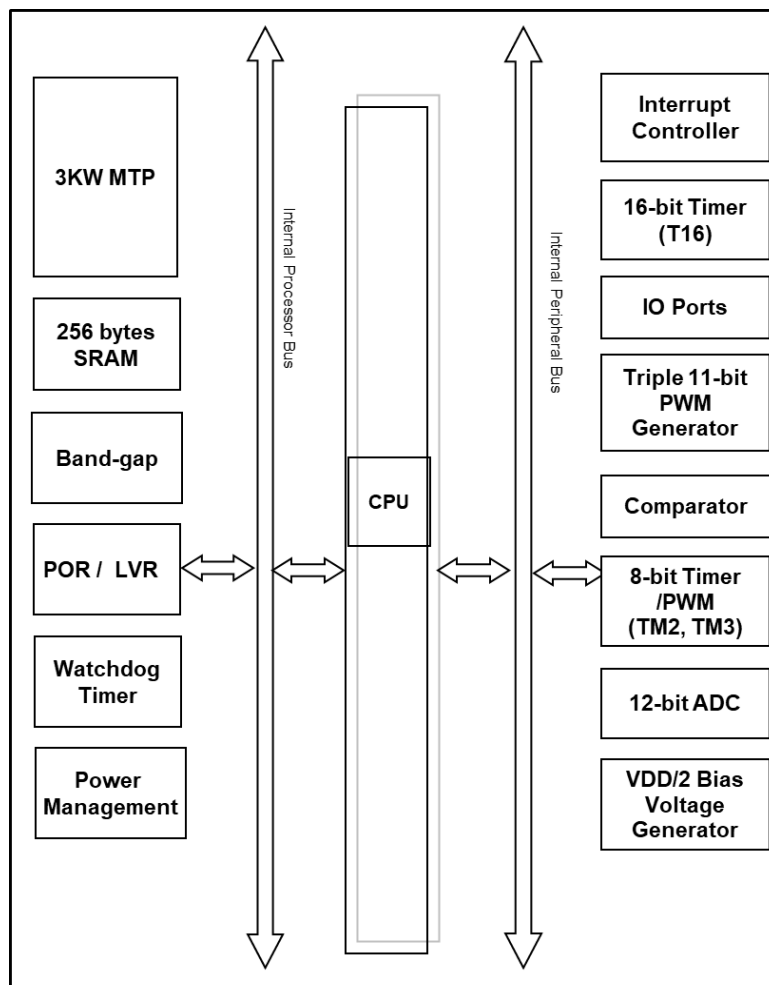 3KW MTP
256 bytes
SRAM
Band-gap
POR / LVR
Watchdog
Timer
Power
Management
Internal Processor Bus
CPU
Internal Peripheral Bus
Interrupt
Controller
16-bit Timer
(T16)
IO Ports
Triple 11-bit
PWM
Generator
Comparator
8-bit Timer
/PWM
(TM2, TM3)
12-bit ADC
VDD/2 Bias
Voltage
Generator